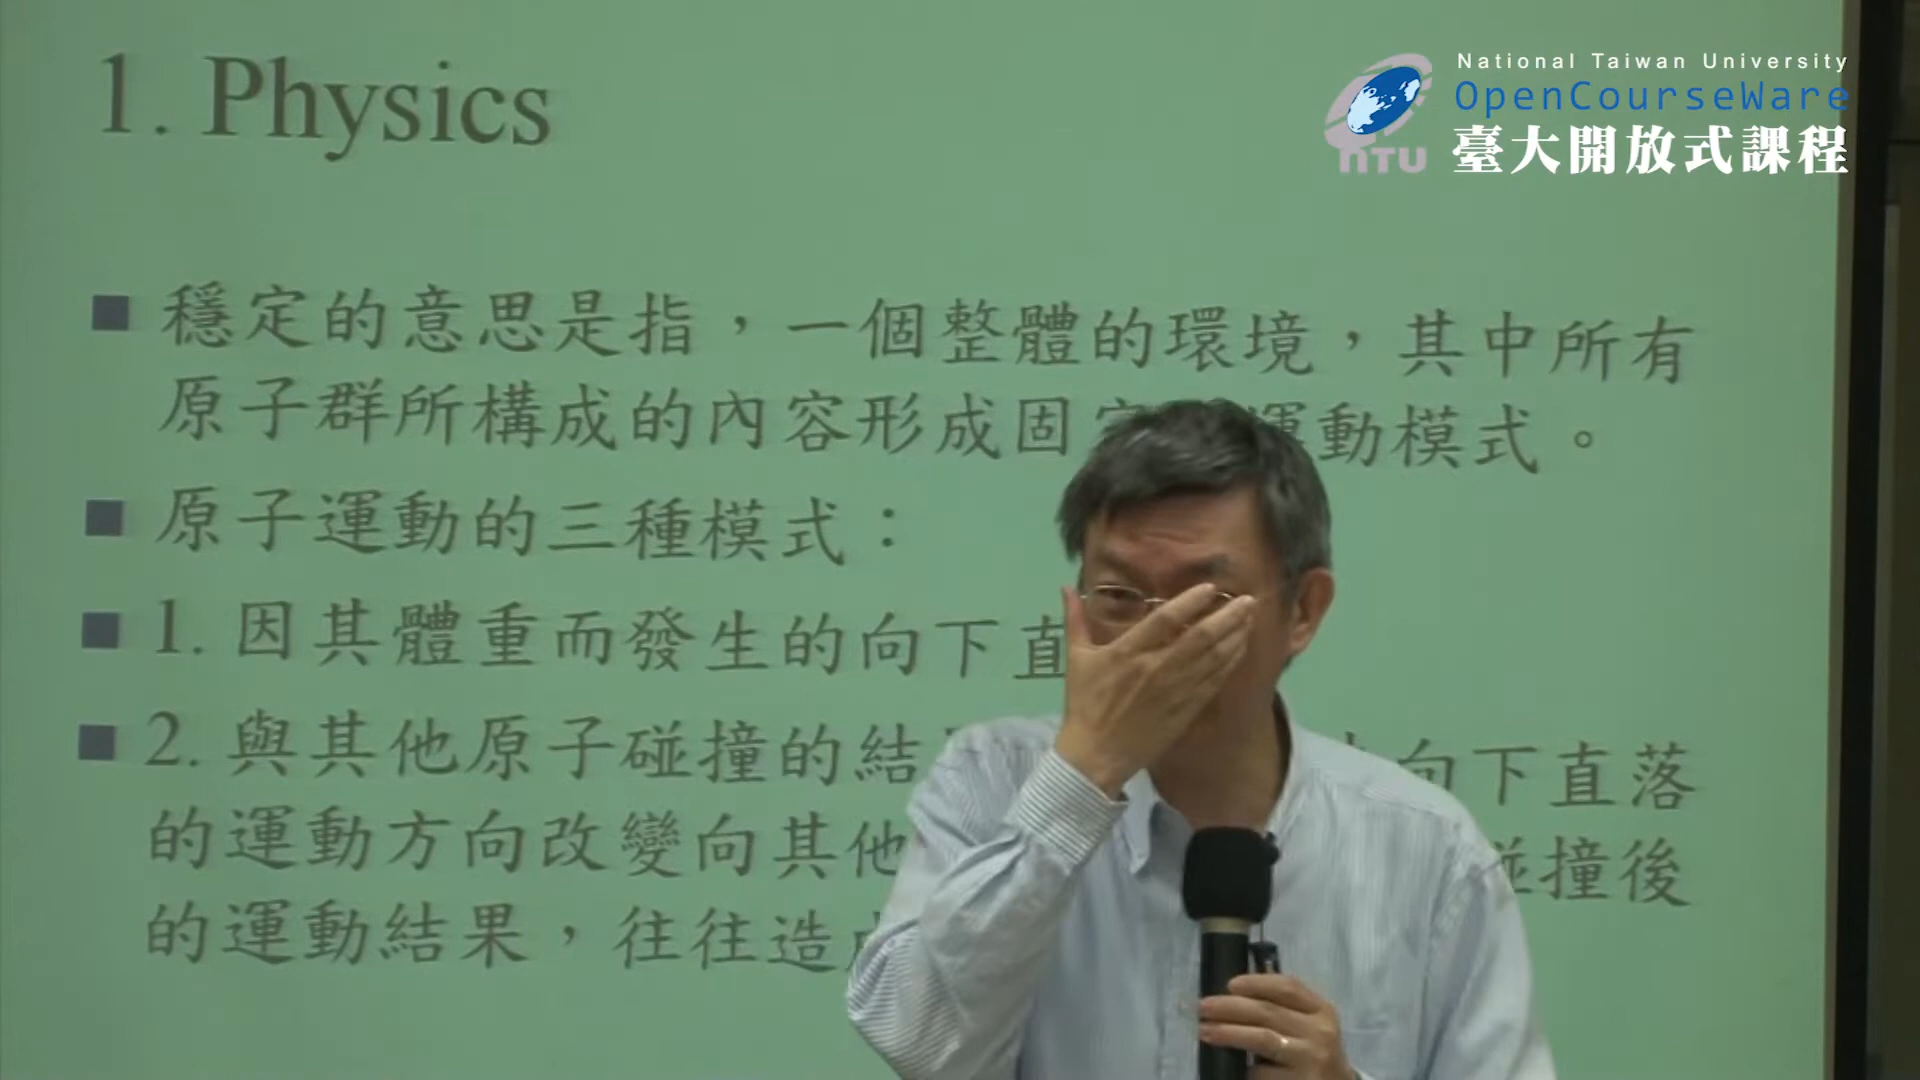 National Taiwan University
OpenCourseWare
臺大開放式課程
NTU
1. Physics
穩定的意思是指，一個整體的環境，其中所有
原子群所構成的內容形成固 運動模式。
原子運動的三種模式：
1. 因其體重而發生的向下直
2. 與其他原子碰撞的結 向下直落
的運動方向改變向其他 碰撞後
的運動結果，往往造成